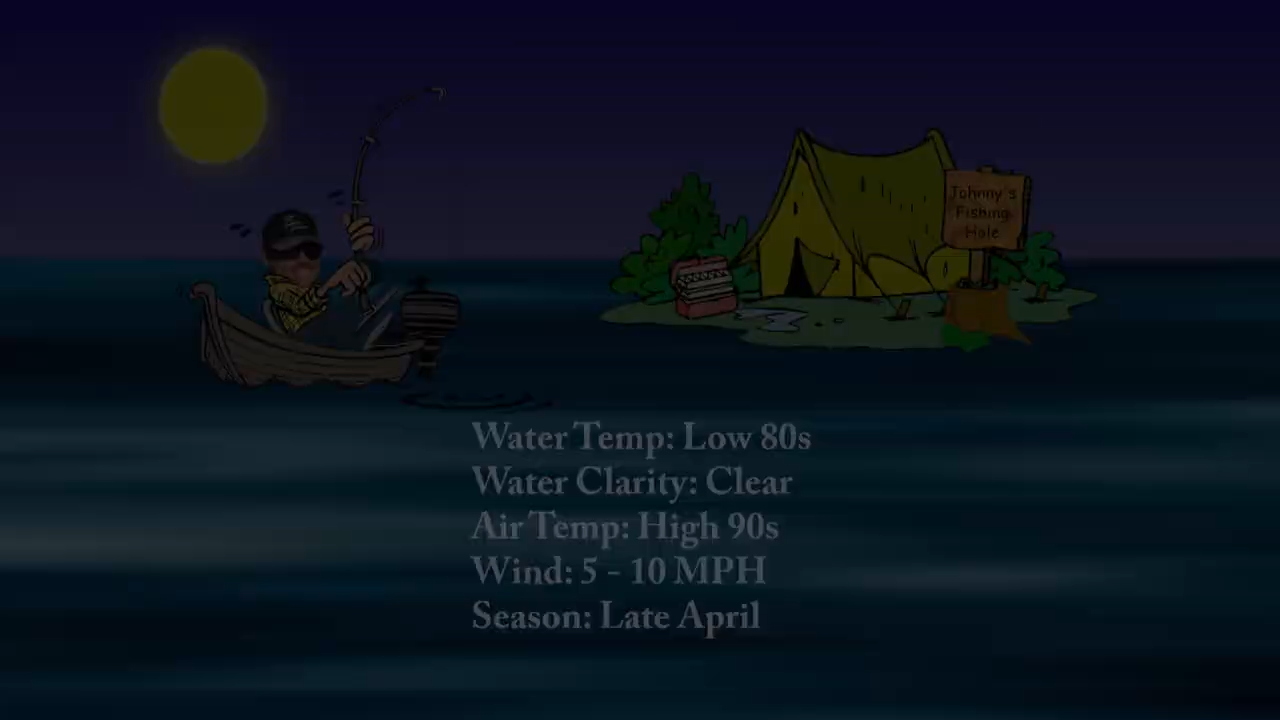 Johnny's
Fishing
Hole
Water Temp: Low 80s
Water Clarity: Clear
Air Temp: High 90s
Wind: 5 - 10 MPH
Season: Late April